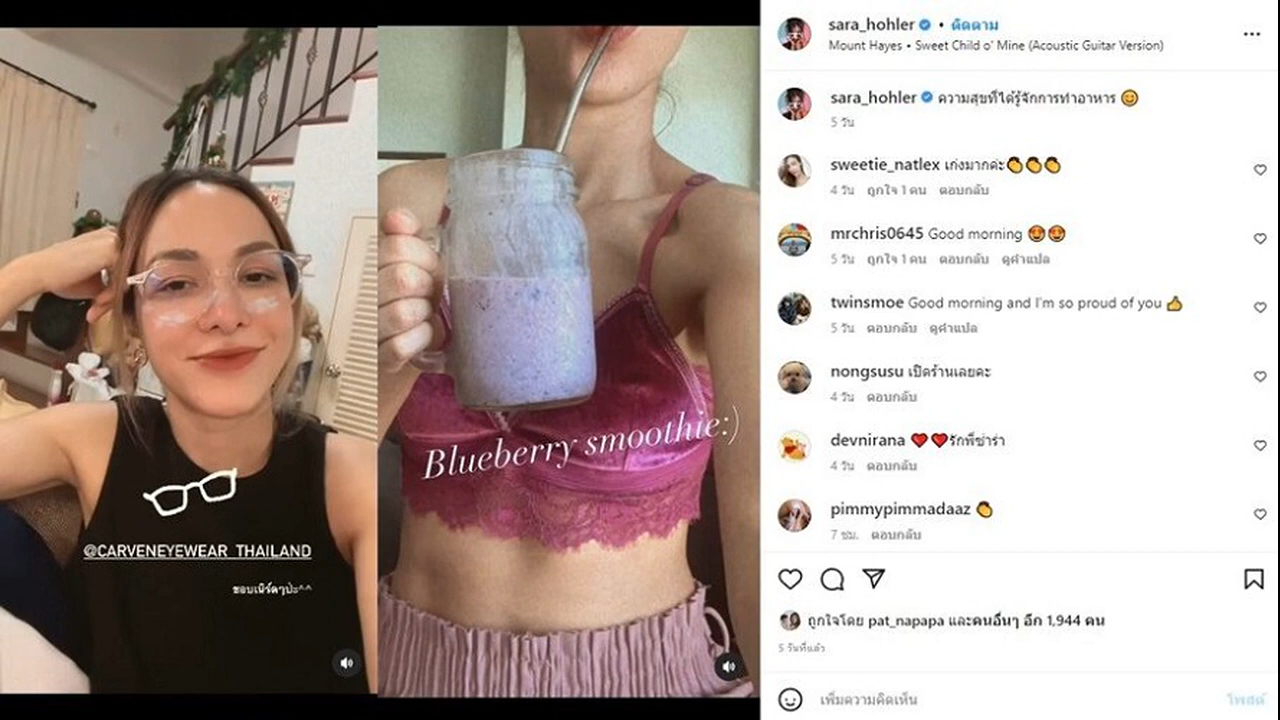 @CARVENEYEWEAR_THAILAND
ชอบเนิร์ดๆปะ^^
Blueberry smoothie:)
sara_hohler • ติดตาม
Mount Hayes • Sweet Child o' Mine (Acoustic Guitar Version)
sara_hohler ความสุขที่ได้รู้จักการทำอาหาร 😊
5 วัน
sweetie_natlex เก่งมากค่ะ👏👏👏
4 วัน ถูกใจ 1 คน ตอบกลับ
mrchris0645 Good morning 😍😍
5 วัน ถูกใจ 1 คน ตอบกลับ ดูคำแปล
twinsmoe Good morning and I'm so proud of you 👍
5 วัน ตอบกลับ ดูคำแปล
nongsusu เปิดร้านเลยคะ
4 วัน ตอบกลับ
devnirana ❤️❤️รักพี่ซาร่า
4 วัน ตอบกลับ
pimmypimmadaaz 👏
7 ชม. ตอบกลับ
ถูกใจโดย pat_napapa และคนอื่นๆ อีก 1,944 คน
5 วันที่แล้ว
เพิ่มความคิดเห็น โพสต์